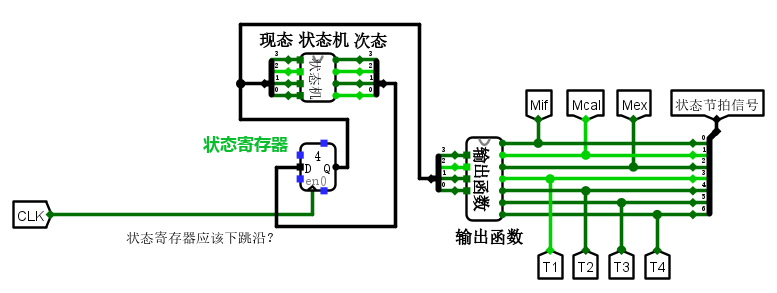 现态 状态机 次态
3
2
1
0
状态机
3
2
1
0
状态寄存器
4
D Q
en0
CLK
状态寄存器应该下跳沿？
Mif
Mcal
Mex
状态节拍信号
3
2
1
0
输出函数
0
1
2
3
4
5
6
输出函数
T1
T2
T3
T4